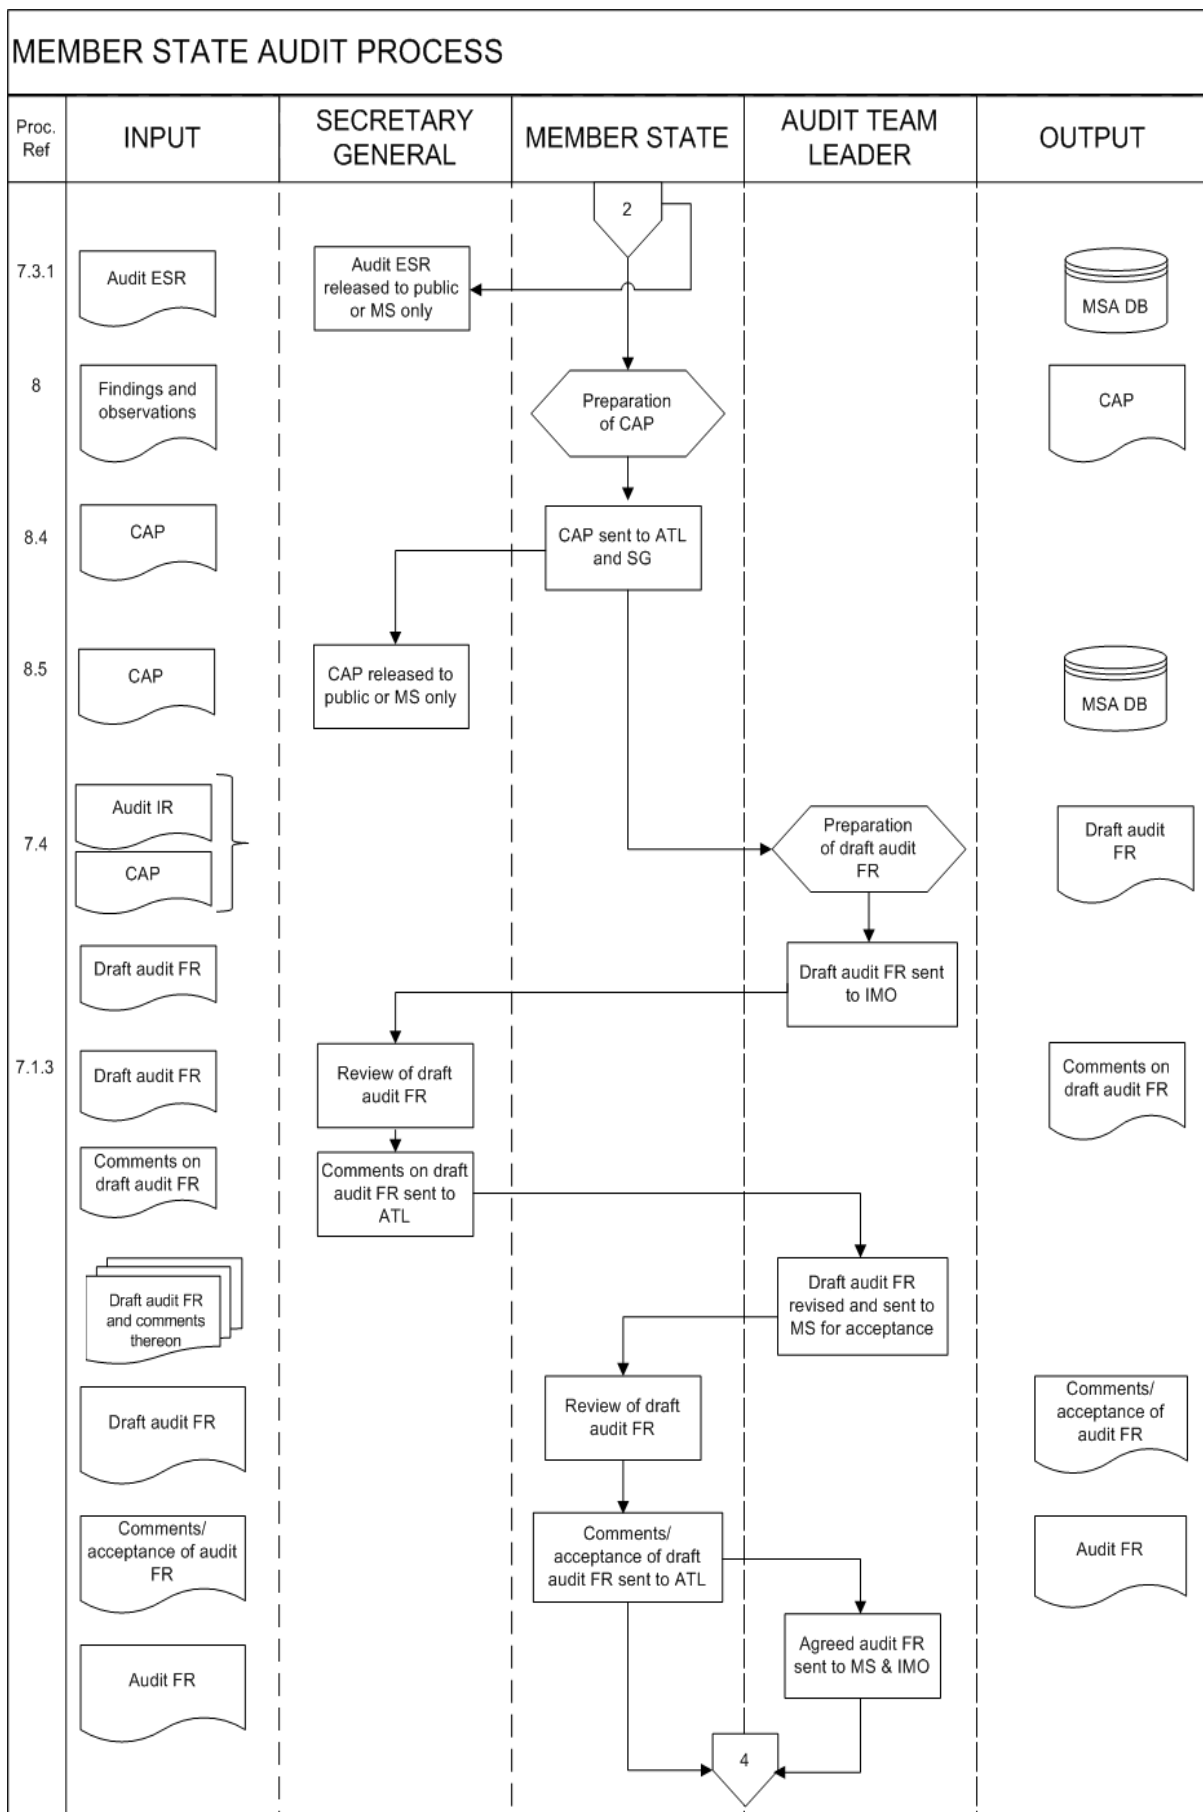 MEMBER STATE AUDIT PROCESS
Proc.
Ref
INPUT
SECRETARY
GENERAL
MEMBER STATE
AUDIT TEAM
LEADER
OUTPUT
2
7.3.1
Audit ESR
Audit ESR
released to public
or MS only
MSA DB
8
Findings and
observations
Preparation
of CAP
CAP
8.4
CAP
CAP sent to ATL
and SG
8.5
CAP
CAP released to
public or MS only
MSA DB
7.4
Audit IR
CAP
Preparation
of draft audit
FR
Draft audit
FR
Draft audit FR
Draft audit FR sent
to IMO
7.1.3
Draft audit FR
Review of draft
audit FR
Comments on
draft audit FR
Comments on
draft audit FR
Comments on draft
audit FR sent to
ATL
Draft audit FR
and comments
thereon
Draft audit FR
revised and sent to
MS for acceptance
Draft audit FR
Review of draft
audit FR
Comments/
acceptance of
audit FR
Comments/
acceptance of audit
FR
Comments/
acceptance of draft
audit FR sent to ATL
Audit FR
Audit FR
Agreed audit FR
sent to MS & IMO
4